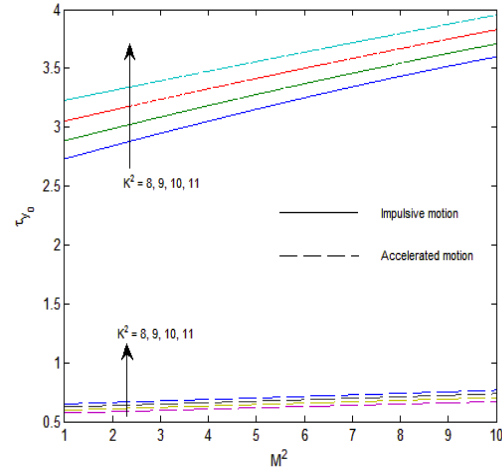 4
3.5
3
2.5
2
1.5
1
0.5
K² = 8, 9, 10, 11
Impulsive motion
Accelerated motion
K² = 8, 9, 10, 11
τy₀
1 2 3 4 5 6 7 8 9 10
M²